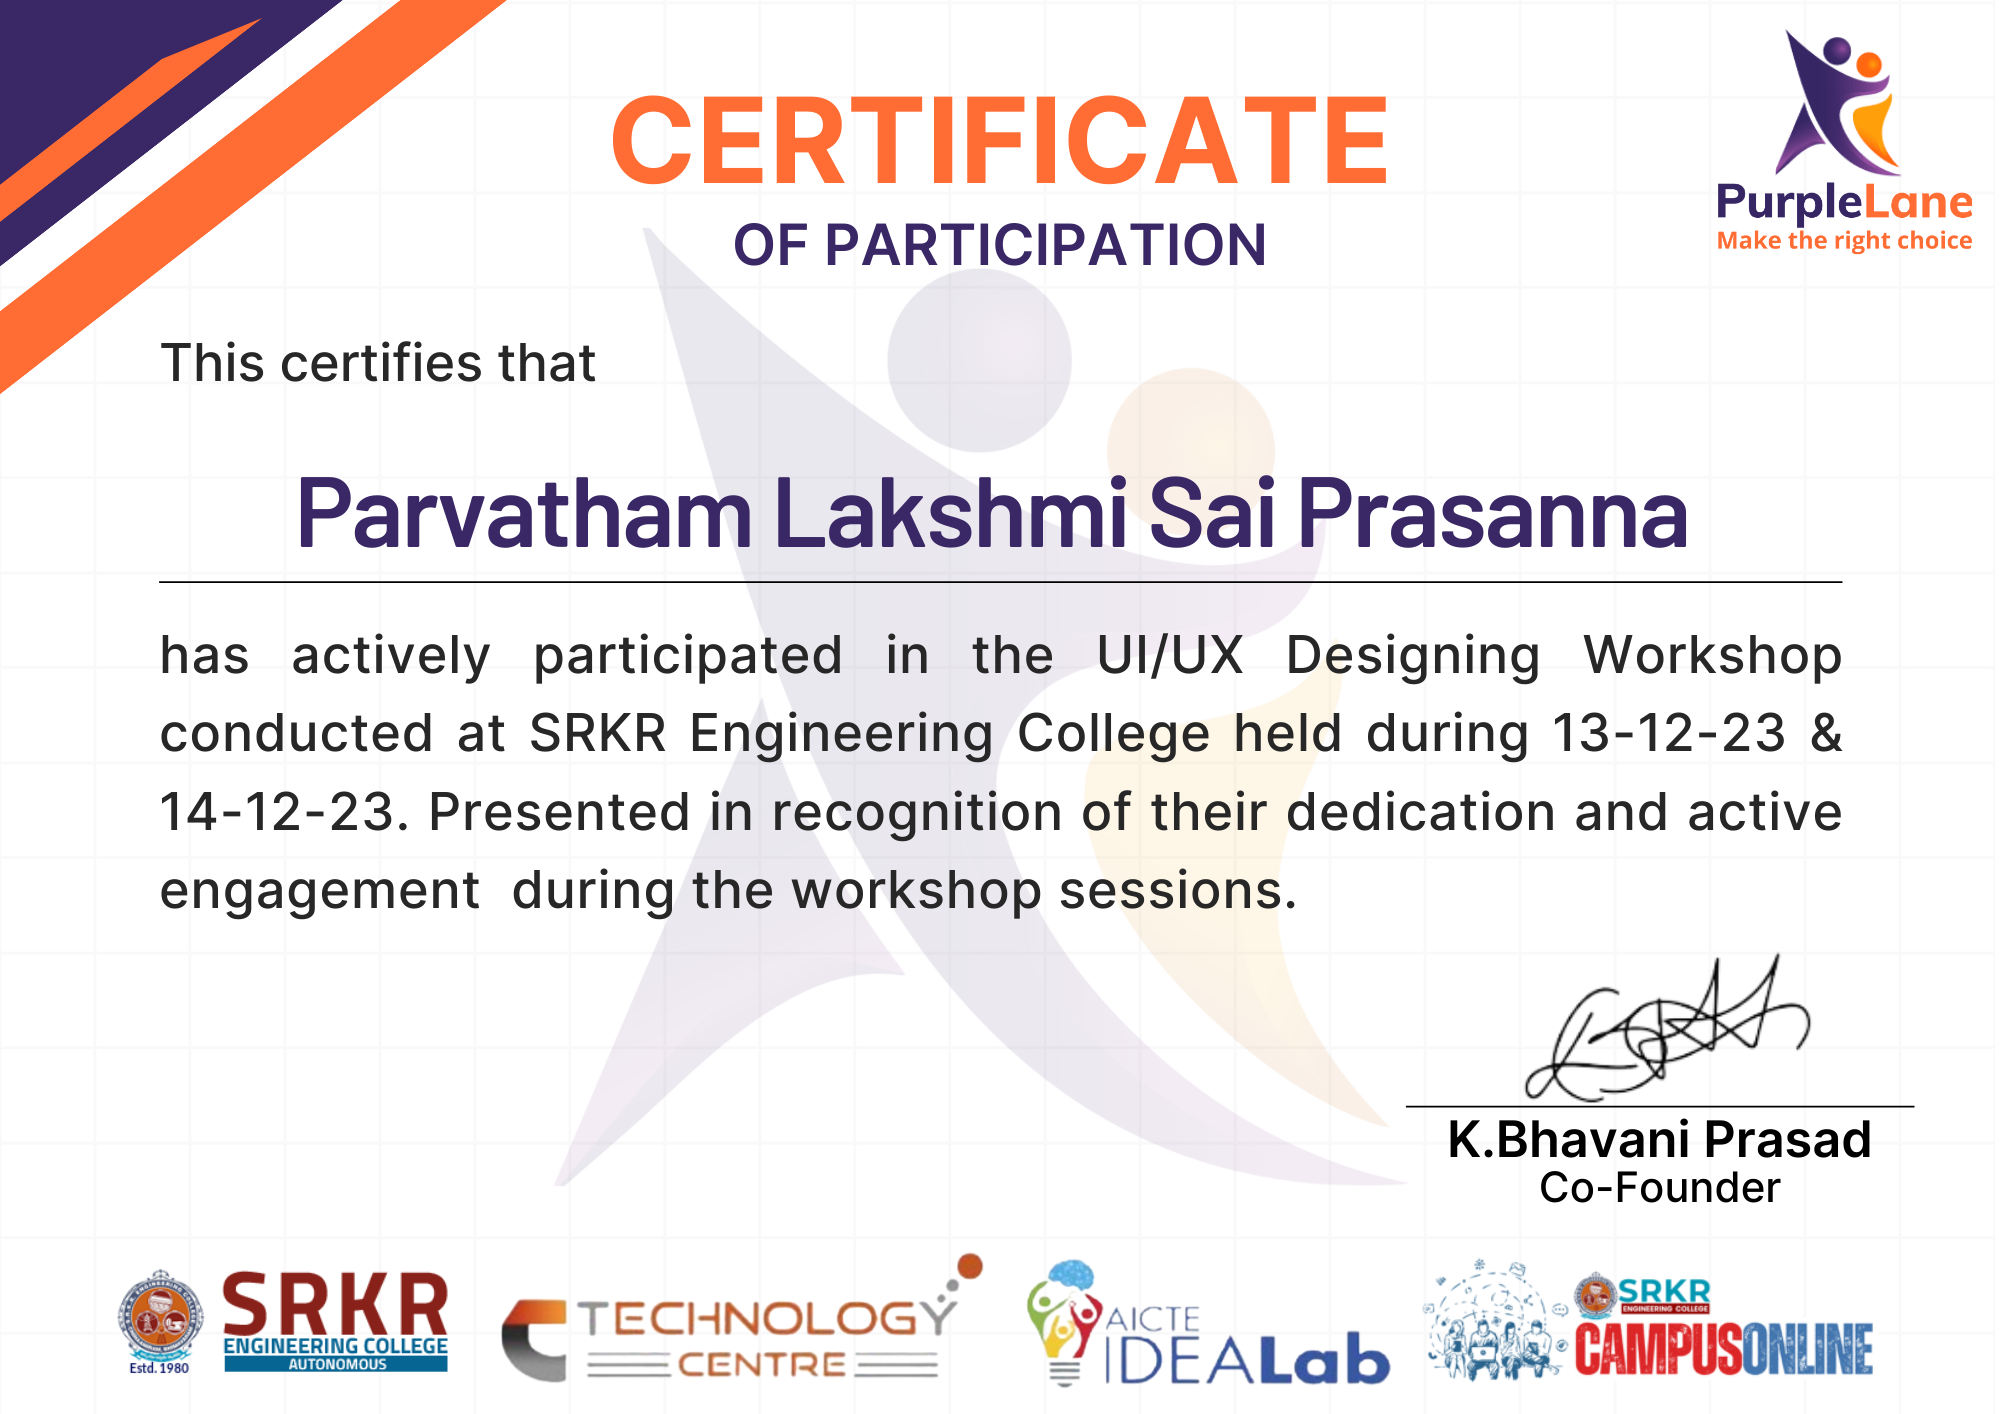 CERTIFICATE
OF PARTICIPATION
PurpleLane
Make the right choice
This certifies that
Parvatham Lakshmi Sai Prasanna
has actively participated in the UI/UX Designing Workshop
conducted at SRKR Engineering College held during 13-12-23 &
14-12-23. Presented in recognition of their dedication and active
engagement during the workshop sessions.
K.Bhavani Prasad
Co-Founder
Estd. 1980
SRKR
ENGINEERING COLLEGE
AUTONOMOUS
TECHNOLOGY
CENTRE
AICTE
IDEALab
SRKR
ENGINEERING COLLEGE
CAMPUSONLINE